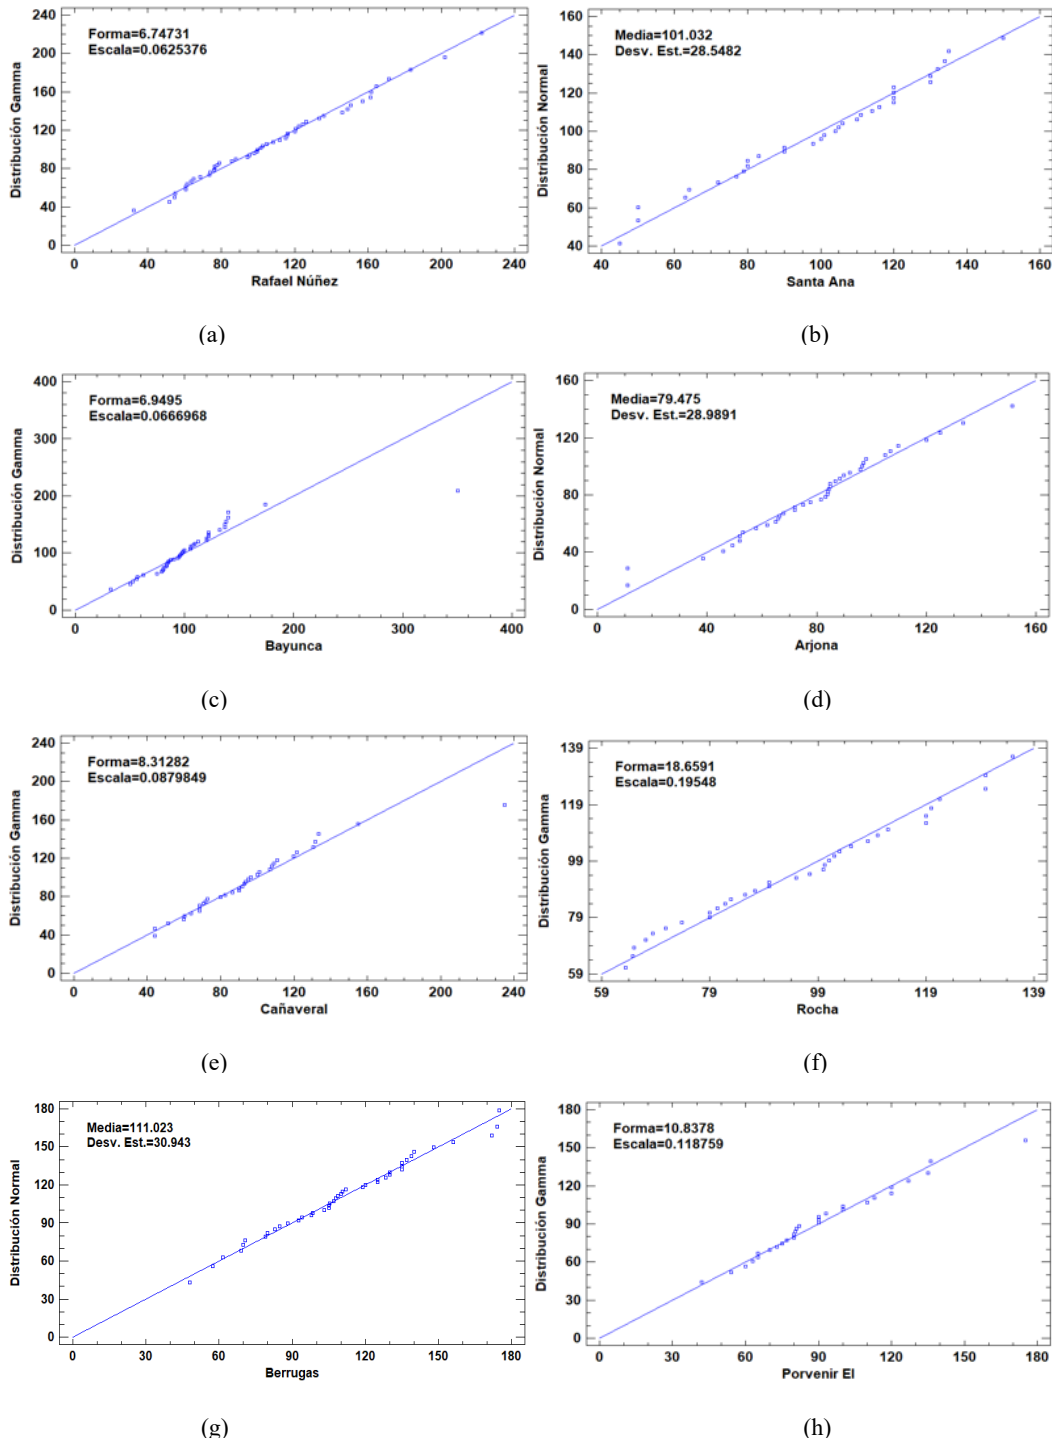 Forma=6.74731
Escala=0.0625376
Distribución Gamma
240
200
160
120
80
40
0
0 40 80 120 160 200 240
Rafael Núñez
(a)
Media=101.032
Desv. Est.=28.5482
Distribución Normal
160
140
120
100
80
60
40
40 60 80 100 120 140 160
Santa Ana
(b)
Forma=6.9495
Escala=0.0666968
Distribución Gamma
400
300
200
100
0
0 100 200 300 400
Bayunca
(c)
Media=79.475
Desv. Est.=28.9891
Distribución Normal
160
120
80
40
0
0 40 80 120 160
Arjona
(d)
Forma=8.31282
Escala=0.0879849
Distribución Gamma
240
200
160
120
80
40
0
0 40 80 120 160 200 240
Cañaveral
(e)
Forma=18.6591
Escala=0.19548
Distribución Gamma
139
119
99
79
59
59 79 99 119 139
Rocha
(f)
Media=111.023
Desv. Est.=30.943
Distribución Normal
180
150
120
90
60
30
0
0 30 60 90 120 150 180
Berrugas
(g)
Forma=10.8378
Escala=0.118759
Distribución Gamma
180
150
120
90
60
30
0
0 30 60 90 120 150 180
Porvenir El
(h)